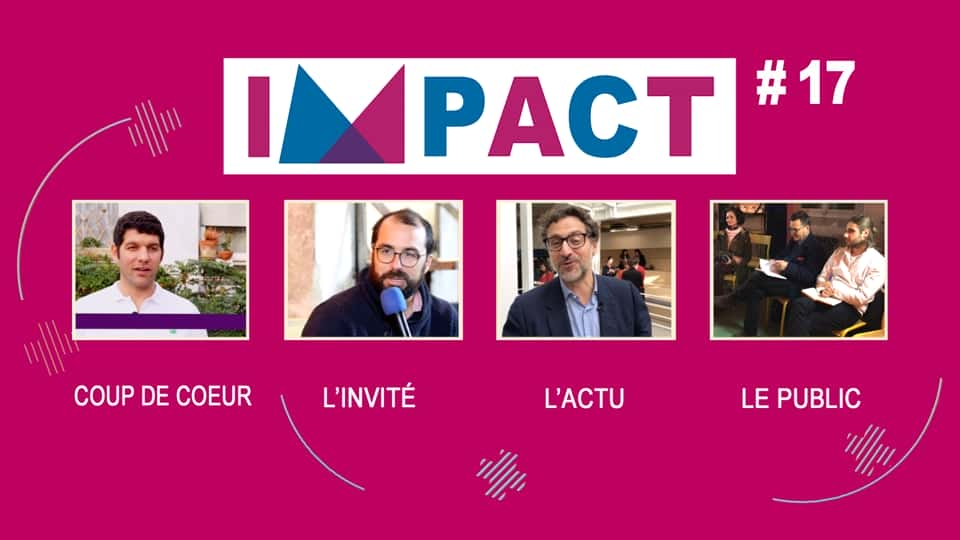 IMPACT
# 17
COUP DE COEUR
L'INVITÉ
L'ACTU
LE PUBLIC